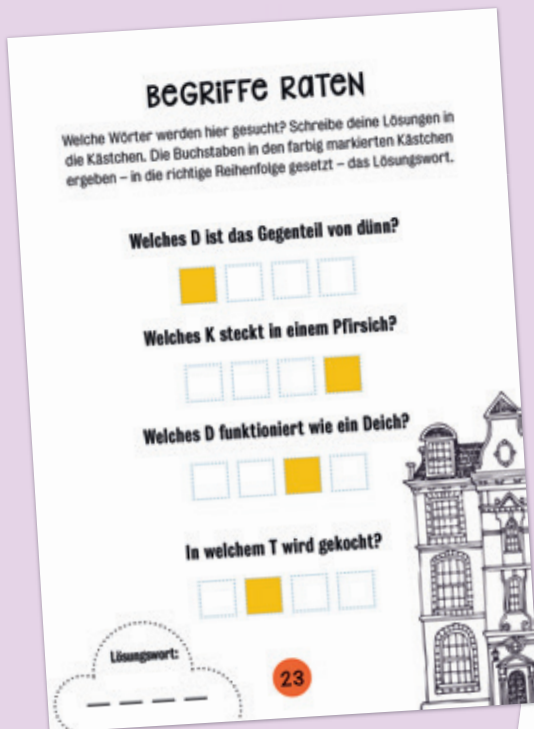 BEGRIFFE RATEN
Welche Wörter werden hier gesucht? Schreibe deine Lösungen in
die Kästchen. Die Buchstaben in den farbig markierten Kästchen
ergeben – in die richtige Reihenfolge gesetzt – das Lösungswort.
Welches D ist das Gegenteil von dünn?
Welches K steckt in einem Pfirsich?
Welches D funktioniert wie ein Deich?
In welchem T wird gekocht?
Lösungswort:
23